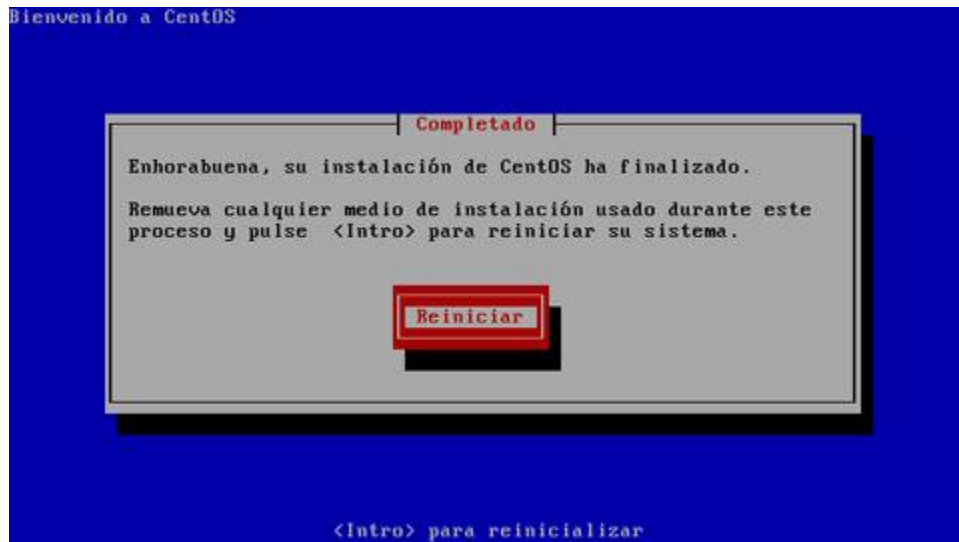 Bienvenido a CentOS
Completado
Enhorabuena, su instalación de CentOS ha finalizado.
Remueva cualquier medio de instalación usado durante este
proceso y pulse <Intro> para reiniciar su sistema.
Reiniciar
<Intro> para reinicializar